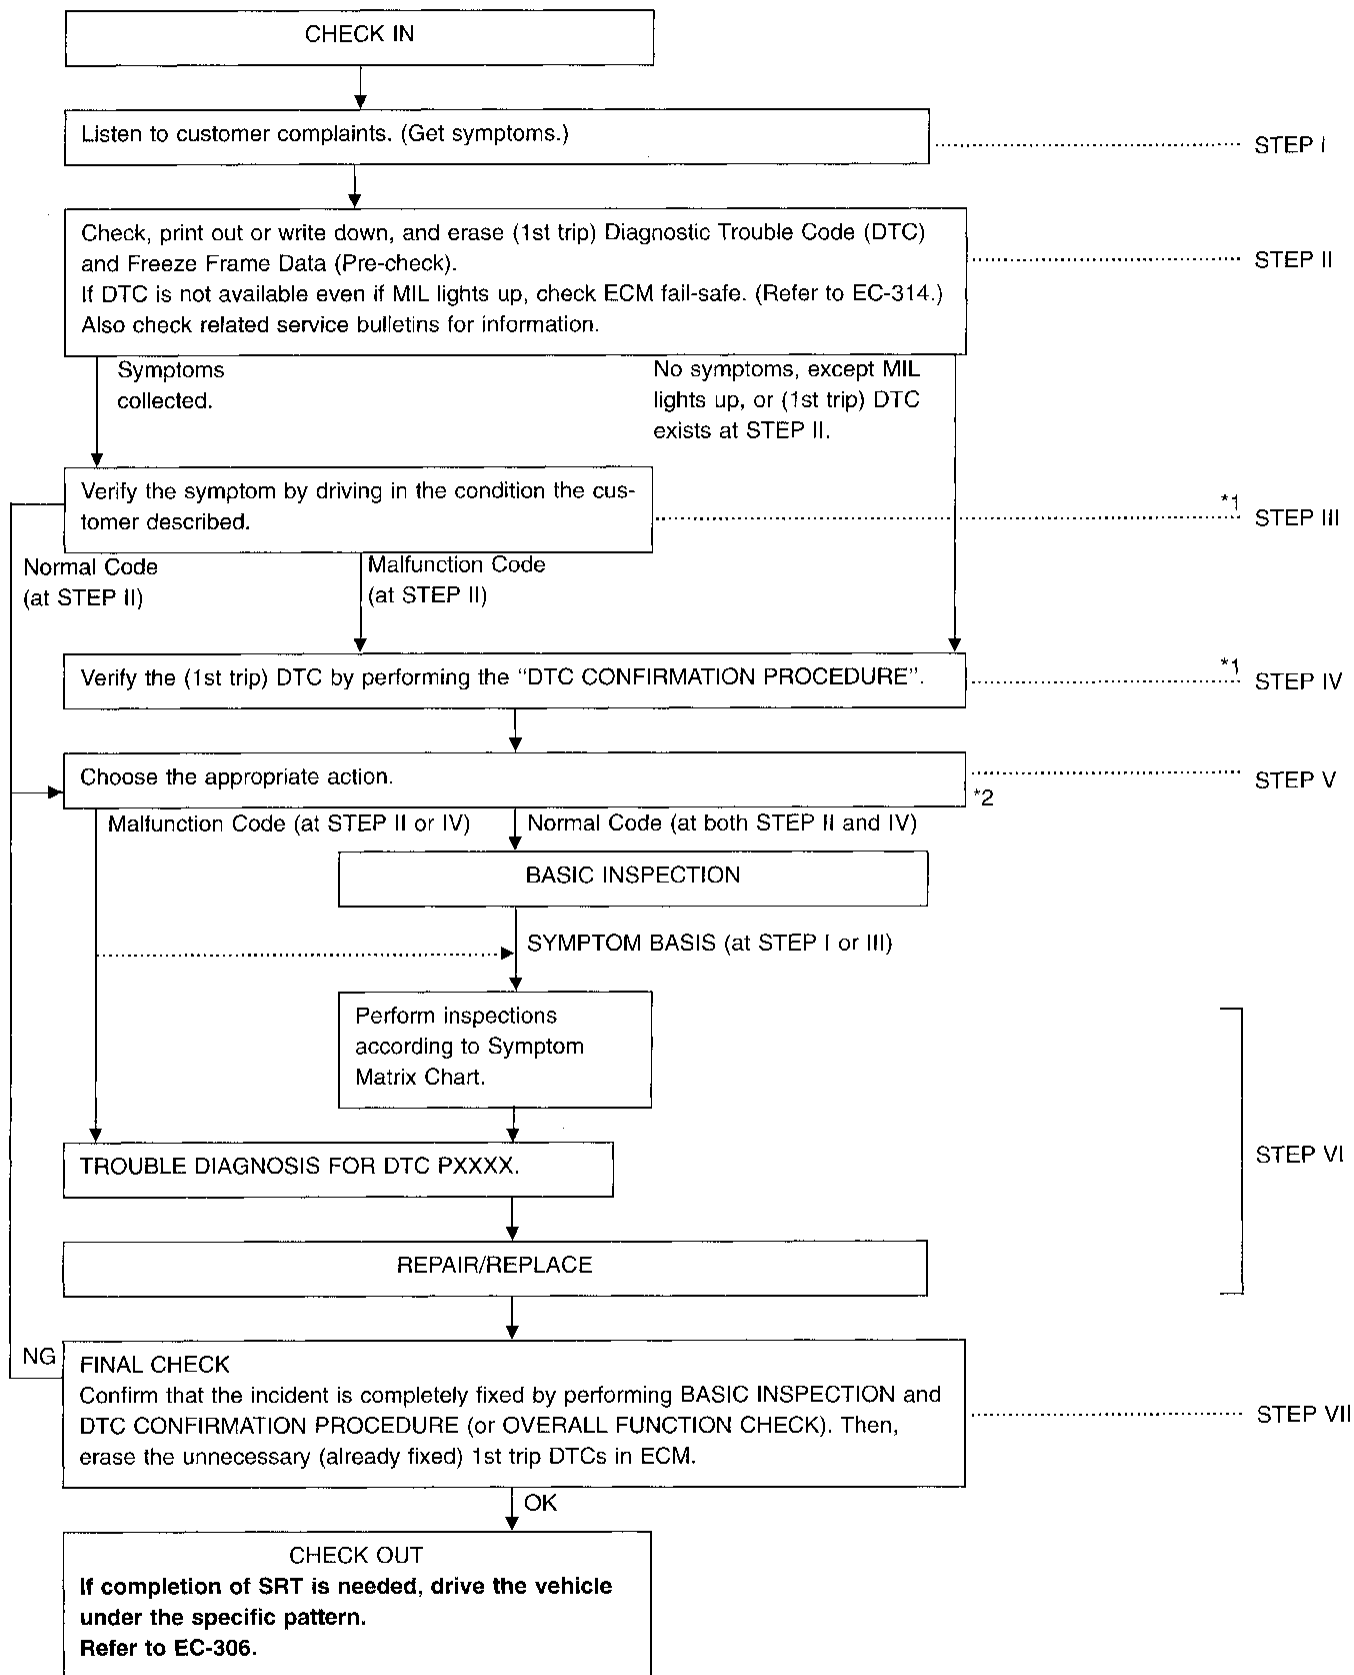 CHECK IN
Listen to customer complaints. (Get symptoms.)
STEP I
Check, print out or write down, and erase (1st trip) Diagnostic Trouble Code (DTC)
and Freeze Frame Data (Pre-check).
If DTC is not available even if MIL lights up, check ECM fail-safe. (Refer to EC-314.)
Also check related service bulletins for information.
STEP II
Symptoms
collected.
No symptoms, except MIL
lights up, or (1st trip) DTC
exists at STEP II.
Verify the symptom by driving in the condition the cus-
tomer described.
*1
STEP III
Normal Code
(at STEP II)
Malfunction Code
(at STEP II)
Verify the (1st trip) DTC by performing the “DTC CONFIRMATION PROCEDURE”.
*1
STEP IV
Choose the appropriate action.
*2
STEP V
Malfunction Code (at STEP II or IV)
Normal Code (at both STEP II and IV)
BASIC INSPECTION
SYMPTOM BASIS (at STEP I or III)
Perform inspections
according to Symptom
Matrix Chart.
TROUBLE DIAGNOSIS FOR DTC PXXXX.
STEP VI
REPAIR/REPLACE
NG
FINAL CHECK
Confirm that the incident is completely fixed by performing BASIC INSPECTION and
DTC CONFIRMATION PROCEDURE (or OVERALL FUNCTION CHECK). Then,
erase the unnecessary (already fixed) 1st trip DTCs in ECM.
STEP VII
OK
CHECK OUT
If completion of SRT is needed, drive the vehicle
under the specific pattern.
Refer to EC-306.